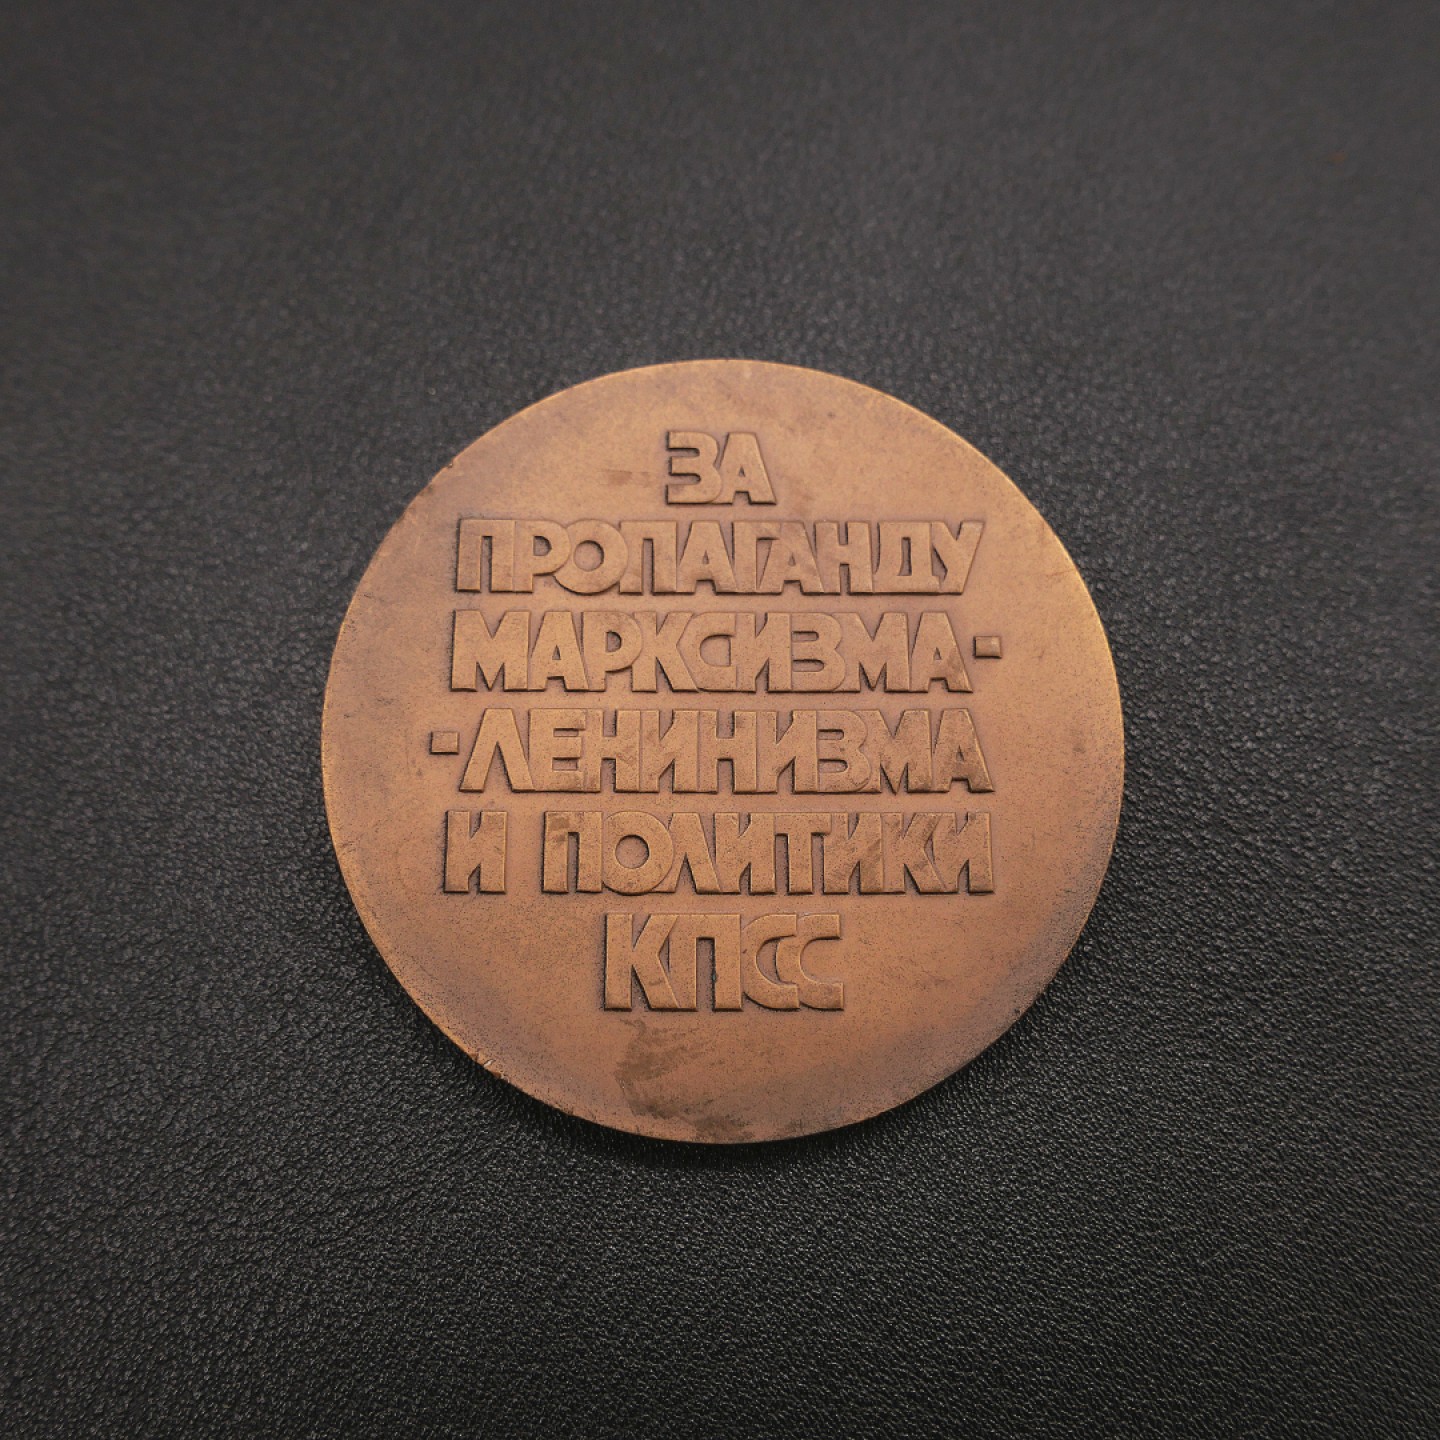 ЗА
ПРОПАГАНДУ
МАРКСИЗМА-
-ЛЕНИНИЗМА
И ПОЛИТИКИ
КПСС